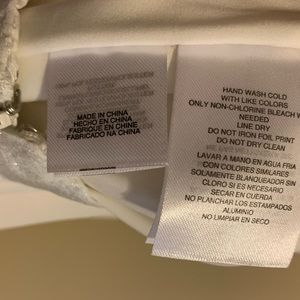 MADE IN CHINA
HECHO EN CHINA
FABRIQUE EN CHINE
FABRICADO NA CHINA
HAND WASH COLD
WITH LIKE COLORS
ONLY NON-CHLORINE BLEACH W
NEEDED
LINE DRY
DO NOT IRON FOIL PRINT
DO NOT DRY CLEAN
LAVAR A MANO EN AGUA FRIA
CON COLORES SIMILARES
SOLAMENTE BLANQUEADOR SIN
CLORO SI ES NECESARIO
SECAR EN CUERDA
NO PLANCHAR LOS ESTAMPADOS
ALUMINIO
NO LIMPIAR EN SECO